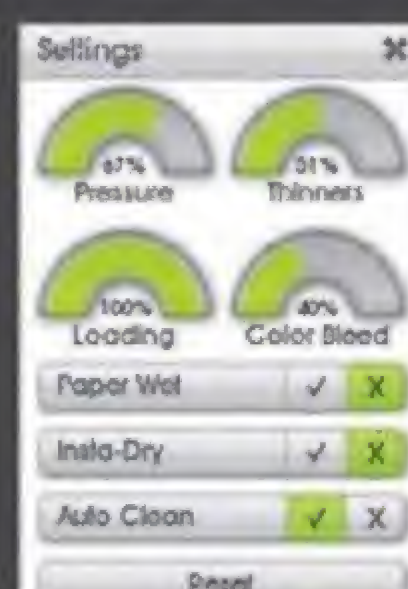 Settings X
67%
Pressure
51%
Thinners
100%
Loading
40%
Color Bleed
Paper Wet ✓ X
Insta-Dry ✓ X
Auto Clean ✓ X
Reset